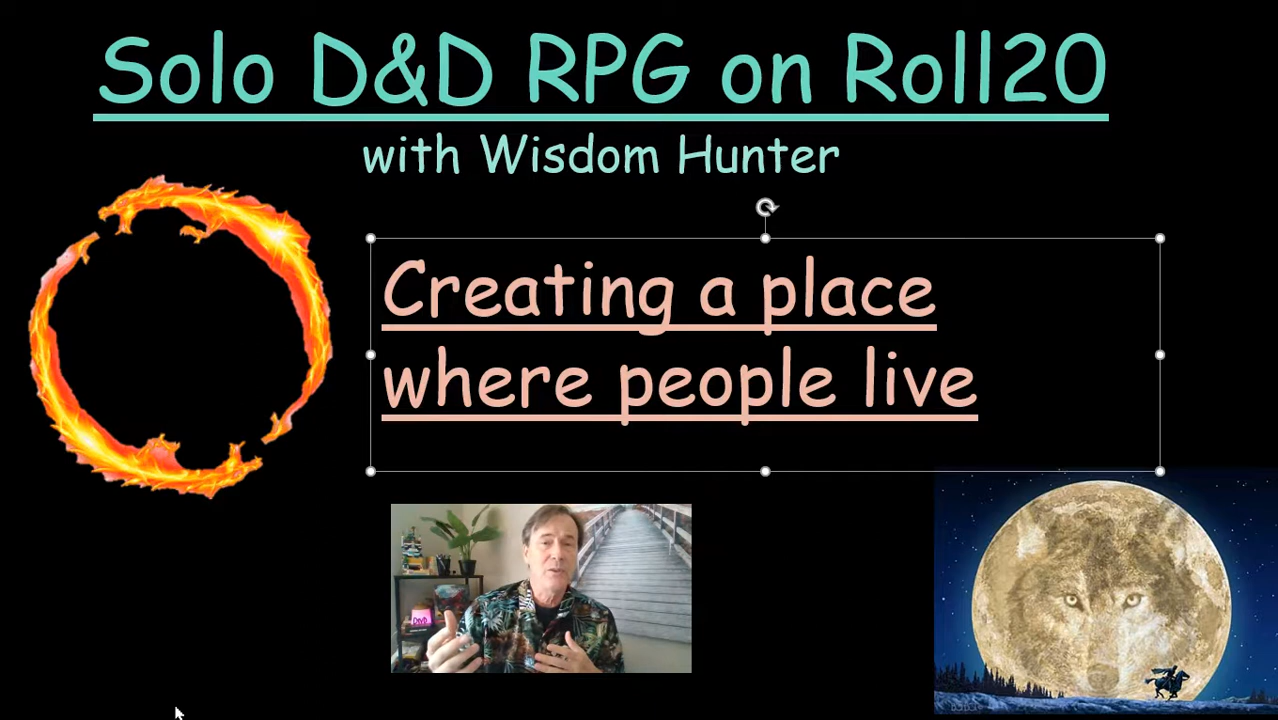 Solo D&D RPG on Roll20
with Wisdom Hunter
Creating a place
where people live